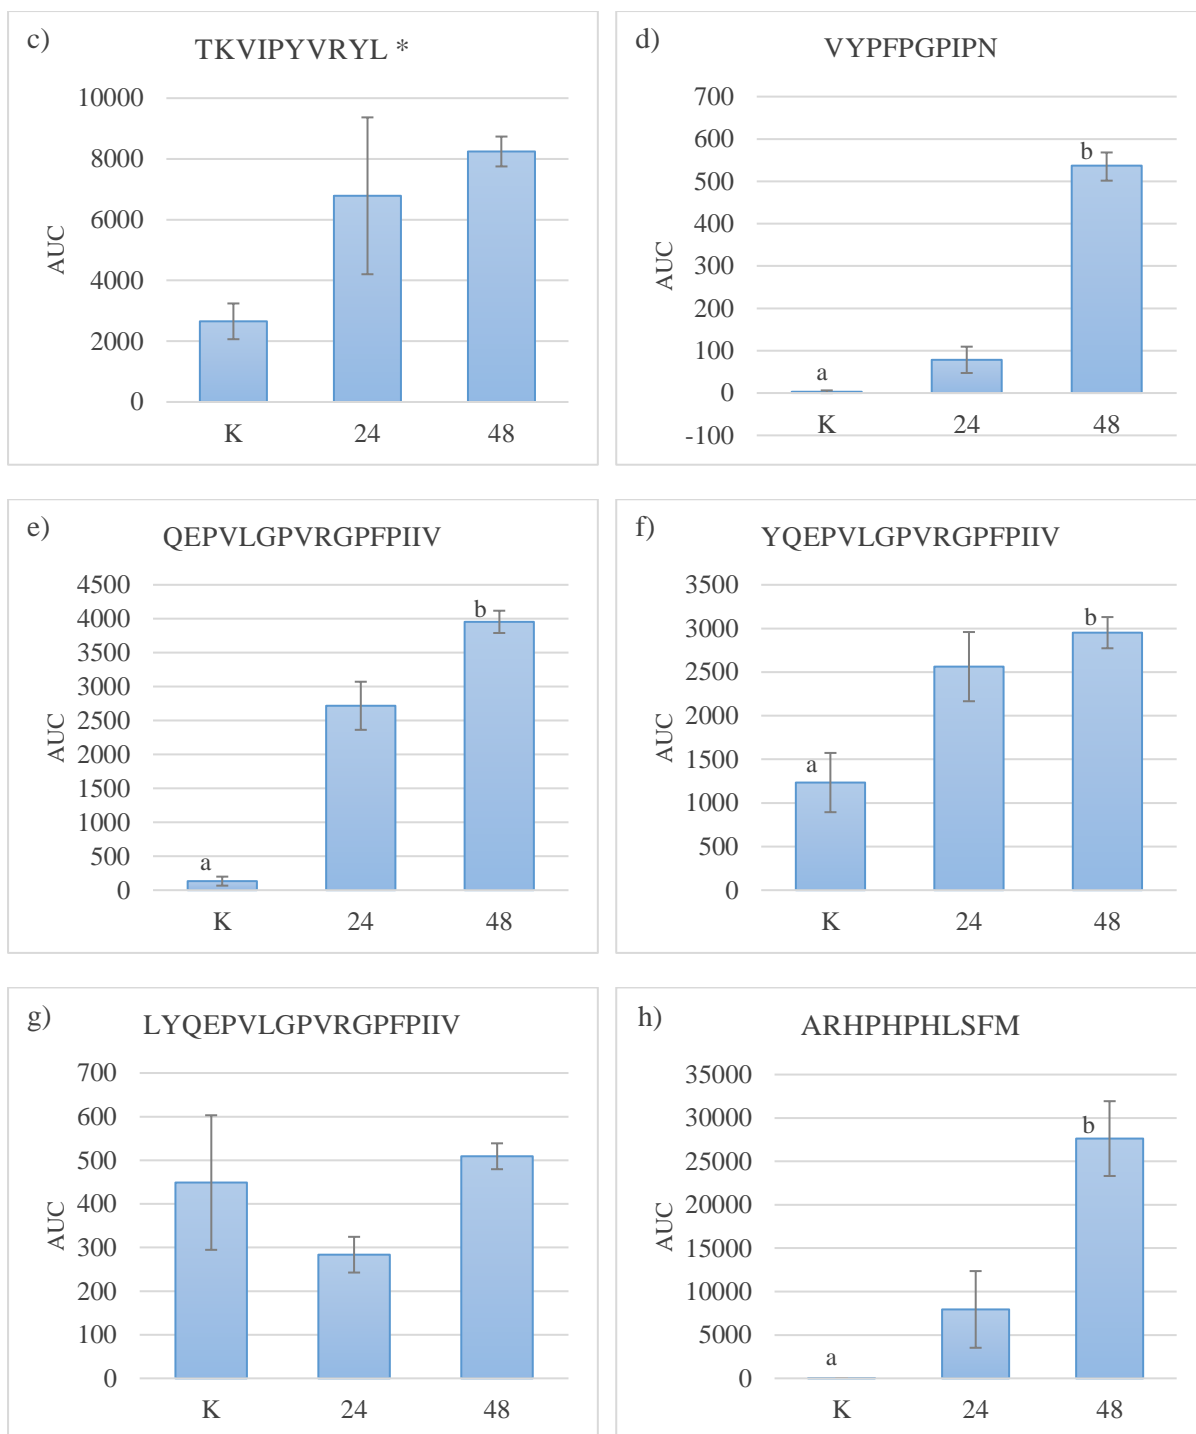 c)
TKVIPYVRYL *
10000
8000
6000
4000
2000
0
AUC
K 24 48
d)
VYPFPGPIPN
700
600
500
400
300
200
100
0
-100
AUC
a
b
K 24 48
e)
QEPVLGPVRGPFPIIV
4500
4000
3500
3000
2500
2000
1500
1000
500
0
AUC
a
b
K 24 48
f)
YQEPVLGPVRGPFPIIV
3500
3000
2500
2000
1500
1000
500
0
AUC
a
b
K 24 48
g)
LYQEPVLGPVRGPFPIIV
700
600
500
400
300
200
100
0
AUC
K 24 48
h)
ARHPHPHLSFM
35000
30000
25000
20000
15000
10000
5000
0
AUC
a
b
K 24 48